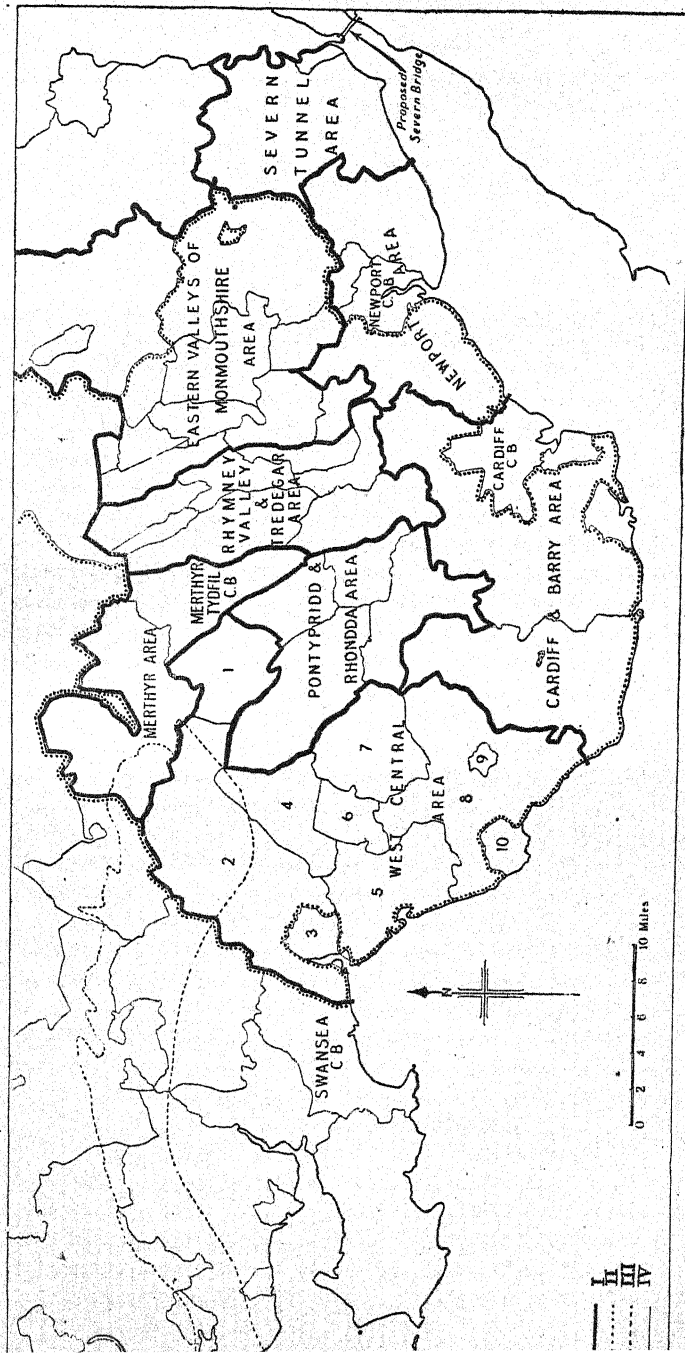 SEVERN
TUNNEL
AREA
Proposed
Severn Bridge
EASTERN VALLEYS OF
MONMOUTHSHIRE
AREA
NEWPORT
C.B
NEWPORT
AREA
RHYMNEY
VALLEY
&
TREDEGAR
AREA
MERTHYR
TYDFIL
C.B
MERTHYR AREA
PONTYPRIDD &
RHONDDA AREA
CARDIFF
C B
CARDIFF & BARRY AREA
WEST CENTRAL
AREA
1
2
3
4
5
6
7
8
9
10
SWANSEA
C B
N
0 2 4 6 8 10 Miles
I
II
III
IV